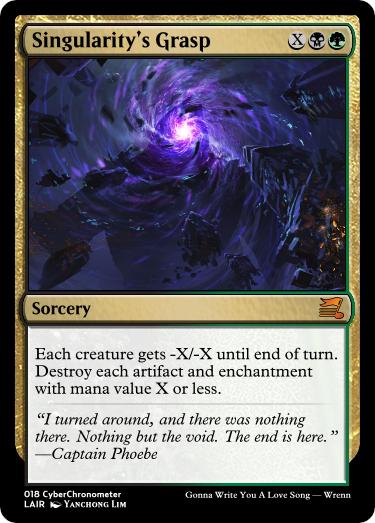 Singularity's Grasp X
Sorcery
Each creature gets -X/-X until end of turn.
Destroy each artifact and enchantment
with mana value X or less.
“I turned around, and there was nothing
there. Nothing but the void. The end is here.”
—Captain Phoebe
018 CyberChronometer
LAIR Yanchong Lim
Gonna Write You A Love Song — Wrenn